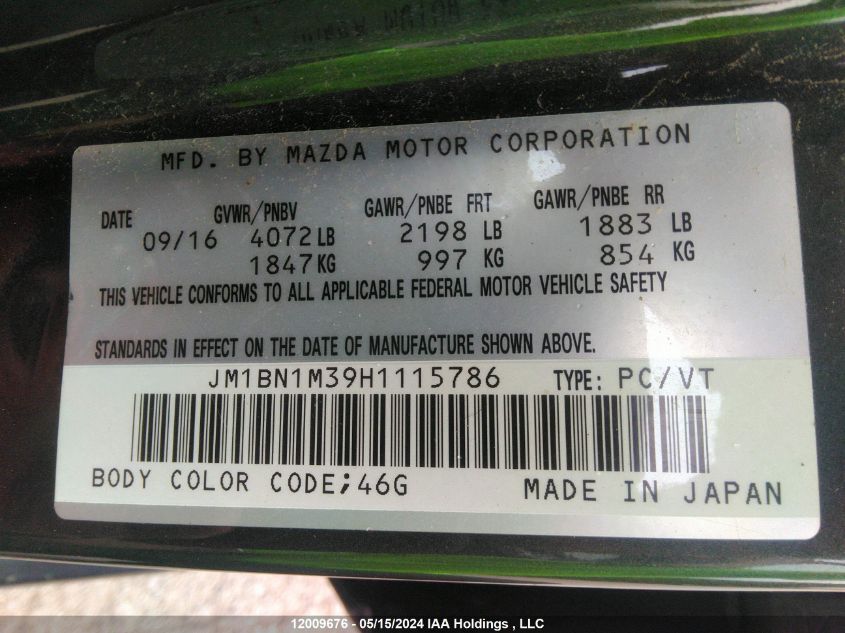 MFD. BY MAZDA MOTOR CORPORATION
DATE GVWR/PNBV GAWR/PNBE FRT GAWR/PNBE RR
09/16 4072 LB 2198 LB 1883 LB
1847 KG 997 KG 854 KG
THIS VEHICLE CONFORMS TO ALL APPLICABLE FEDERAL MOTOR VEHICLE SAFETY
STANDARDS IN EFFECT ON THE DATE OF MANUFACTURE SHOWN ABOVE.
JM1BN1M39H1115786 TYPE: PC/VT
BODY COLOR CODE;46G MADE IN JAPAN
12009676 - 05/15/2024 IAA Holdings , LLC